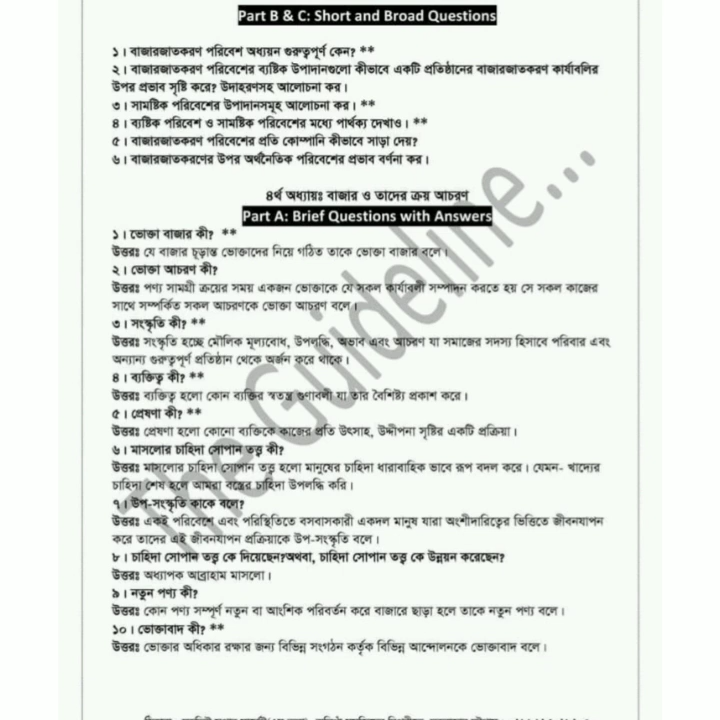 Part B & C: Short and Broad Questions
১। বাজারজাতকরণ পরিবেশ অধ্যয়ন গুরুত্বপূর্ণ কেন? **
২। বাজারজাতকরণ পরিবেশের ব্যষ্টিক উপাদানগুলো কীভাবে একটি প্রতিষ্ঠানের বাজারজাতকরণ কার্যাবলির
উপর প্রভাব সৃষ্টি করে? উদাহরণসহ আলোচনা কর।
৩। সামষ্টিক পরিবেশের উপাদানসমূহ আলোচনা কর। **
৪। ব্যষ্টিক পরিবেশ ও সামষ্টিক পরিবেশের মধ্যে পার্থক্য দেখাও। **
৫। বাজারজাতকরণ পরিবেশের প্রতি কোম্পানি কীভাবে সাড়া দেয়?
৬। বাজারজাতকরণের উপর অর্থনৈতিক পরিবেশের প্রভাব বর্ণনা কর।
৪র্থ অধ্যায়ঃ বাজার ও তাদের ক্রয় আচরণ
Part A: Brief Questions with Answers
১। ভোক্তা বাজার কী? **
উত্তরঃ যে বাজার চূড়ান্ত ভোক্তাদের নিয়ে গঠিত তাকে ভোক্তা বাজার বলে।
২। ভোক্তা আচরণ কী?
উত্তরঃ পণ্য সামগ্রী ক্রয়ের সময় একজন ভোক্তাকে যে সকল কার্যাবলী সম্পাদন করতে হয় সে সকল কাজের
সাথে সম্পর্কিত সকল আচরণকে ভোক্তা আচরণ বলে।
৩। সংস্কৃতি কী? **
উত্তরঃ সংস্কৃতি হচ্ছে মৌলিক মূল্যবোধ, উপলব্ধি, অভাব এবং আচরণ যা সমাজের সদস্য হিসাবে পরিবার এবং
অন্যান্য গুরুত্বপূর্ণ প্রতিষ্ঠান থেকে অর্জন করে থাকে।
৪। ব্যক্তিত্ব কী? **
উত্তরঃ ব্যক্তিত্ব হলো কোন ব্যক্তির স্বতন্ত্র গুণাবলী যা তার বৈশিষ্ট্য প্রকাশ করে।
৫। প্রেষণা কী? **
উত্তরঃ প্রেষণা হলো কোনো ব্যক্তিকে কাজের প্রতি উৎসাহ, উদ্দীপনা সৃষ্টির একটি প্রক্রিয়া।
৬। মাসলোর চাহিদা সোপান তত্ত্ব কী?
উত্তরঃ মাসলোর চাহিদা সোপান তত্ত্ব হলো মানুষের চাহিদা ধারাবাহিক ভাবে রূপ বদল করে। যেমন- খাদ্যের
চাহিদা শেষ হলে আমরা বস্ত্রের চাহিদা উপলব্ধি করি।
৭। উপ-সংস্কৃতি কাকে বলে?
উত্তরঃ একই পরিবেশে এবং পরিস্থিতিতে বসবাসকারী একদল মানুষ যারা অংশীদারিত্বের ভিত্তিতে জীবনযাপন
করে তাদের এই জীবনযাপন প্রক্রিয়াকে উপ-সংস্কৃতি বলে।
৮। চাহিদা সোপান তত্ত্ব কে দিয়েছেন?অথবা, চাহিদা সোপান তত্ত্ব কে উন্নয়ন করেছেন?
উত্তরঃ অধ্যাপক আব্রাহাম মাসলো।
৯। নতুন পণ্য কী?
উত্তরঃ কোন পণ্য সম্পূর্ণ নতুন বা আংশিক পরিবর্তন করে বাজারে ছাড়া হলে তাকে নতুন পণ্য বলে।
১০। ভোক্তাবাদ কী? **
উত্তরঃ ভোক্তার অধিকার রক্ষার জন্য বিভিন্ন সংগঠন কর্তৃক বিভিন্ন আন্দোলনকে ভোক্তাবাদ বলে।
The Guideline...